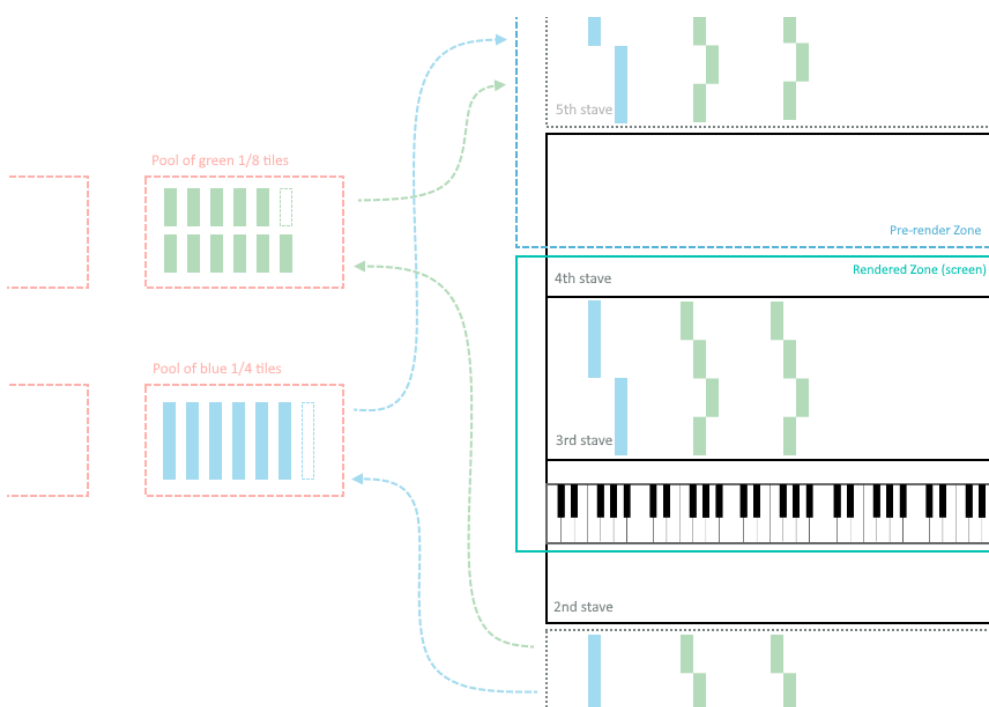 5th stave
Pool of green 1/8 tiles
Pre-render Zone
Rendered Zone (screen)
4th stave
Pool of blue 1/4 tiles
3rd stave
2nd stave